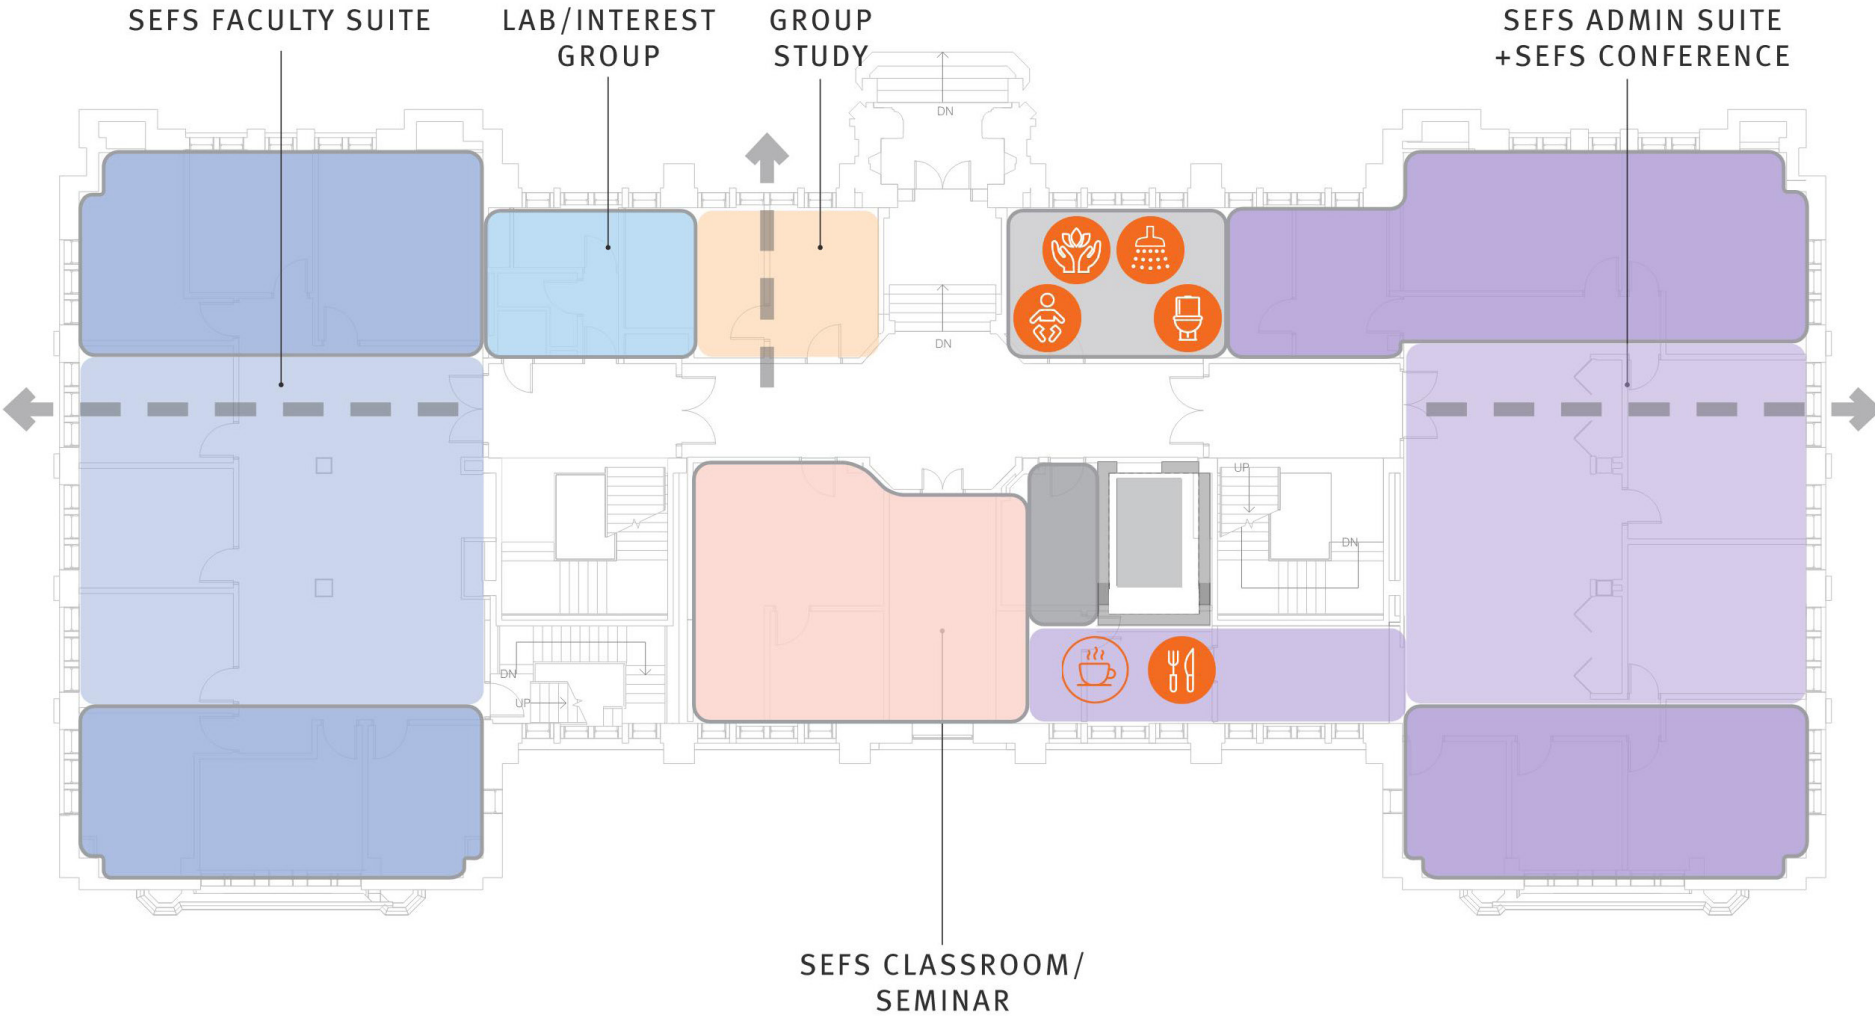 SEFS FACULTY SUITE
LAB/INTEREST
GROUP
GROUP
STUDY
SEFS ADMIN SUITE
+SEFS CONFERENCE
DN
DN
UP
DN
DN
UP
SEFS CLASSROOM/
SEMINAR